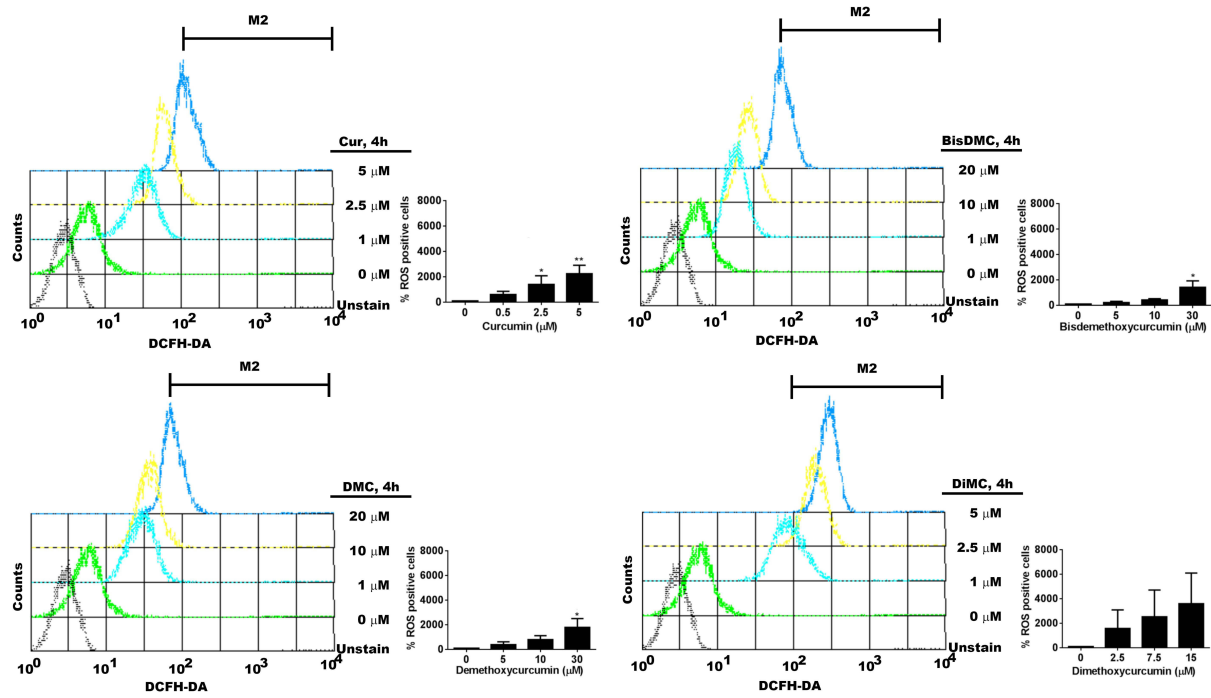 M2
Cur, 4h
5 µM
2.5 µM
1 µM
0 µM
Unstain
Counts
10^0 10^1 10^2 10^3 10^4
DCFH-DA
8000
6000
4000
2000
0
% ROS positive cells
* **
0 0.5 2.5 5
Curcumin (µM)
M2
BisDMC, 4h
20 µM
10 µM
1 µM
0 µM
Unstain
Counts
10^0 10^1 10^2 10^3 10^4
DCFH-DA
8000
6000
4000
2000
0
% ROS positive cells
*
0 5 10 30
Bisdemethoxycurcumin (µM)
M2
DMC, 4h
20 µM
10 µM
1 µM
0 µM
Unstain
Counts
10^0 10^1 10^2 10^3 10^4
DCFH-DA
8000
6000
4000
2000
0
% ROS positive cells
*
0 5 10 30
Demethoxycurcumin (µM)
M2
DiMC, 4h
5 µM
2.5 µM
1 µM
0 µM
Unstain
Counts
10^0 10^1 10^2 10^3 10^4
DCFH-DA
8000
6000
4000
2000
0
% ROS positive cells
0 2.5 7.5 15
Dimethoxycurcumin (µM)